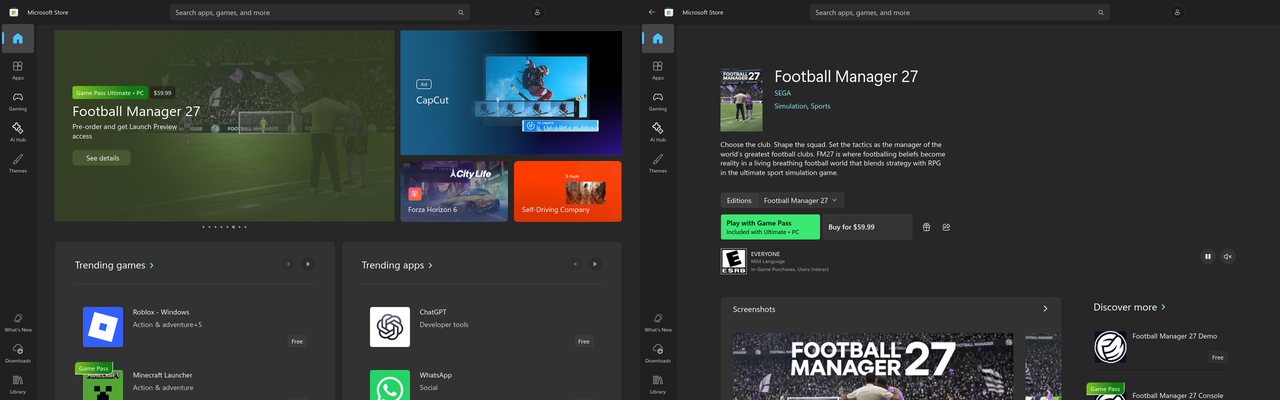 Microsoft Store
Search apps, games, and more
Home
Apps
Gaming
AI Hub
Themes
What's New
Downloads
Library
Game Pass Ultimate • PC
$59.99
Football Manager 27
Pre-order and get Launch Preview
access
See details
FOOTBALL MANAGER
Ad
CapCut
City Life
Forza Horizon 6
Self-Driving Company
Trending games
Roblox - Windows
Action & adventure+5
Free
Game Pass
Minecraft Launcher
Action & adventure
Trending apps
ChatGPT
Developer tools
Free
WhatsApp
Social
Microsoft Store
Search apps, games, and more
Apps
Gaming
AI Hub
Themes
What's New
Downloads
Library
FOOTBALL
MANAGER 27
Football Manager 27
SEGA
Simulation, Sports
Choose the club. Shape the squad. Set the tactics as the manager of the
world's greatest football clubs. FM27 is where footballing beliefs become
reality in a living breathing football world that blends strategy with RPG
in the ultimate sport simulation game.
Editions
Football Manager 27
Play with Game Pass
Included with Ultimate • PC
Buy for $59.99
E
ESRB
EVERYONE
Mild Language
In-Game Purchases, Users Interact
Screenshots
FOOTBALL
MANAGER 27
Discover more
Football Manager 27 Demo
Free
Game Pass
Football Manager 27 Console